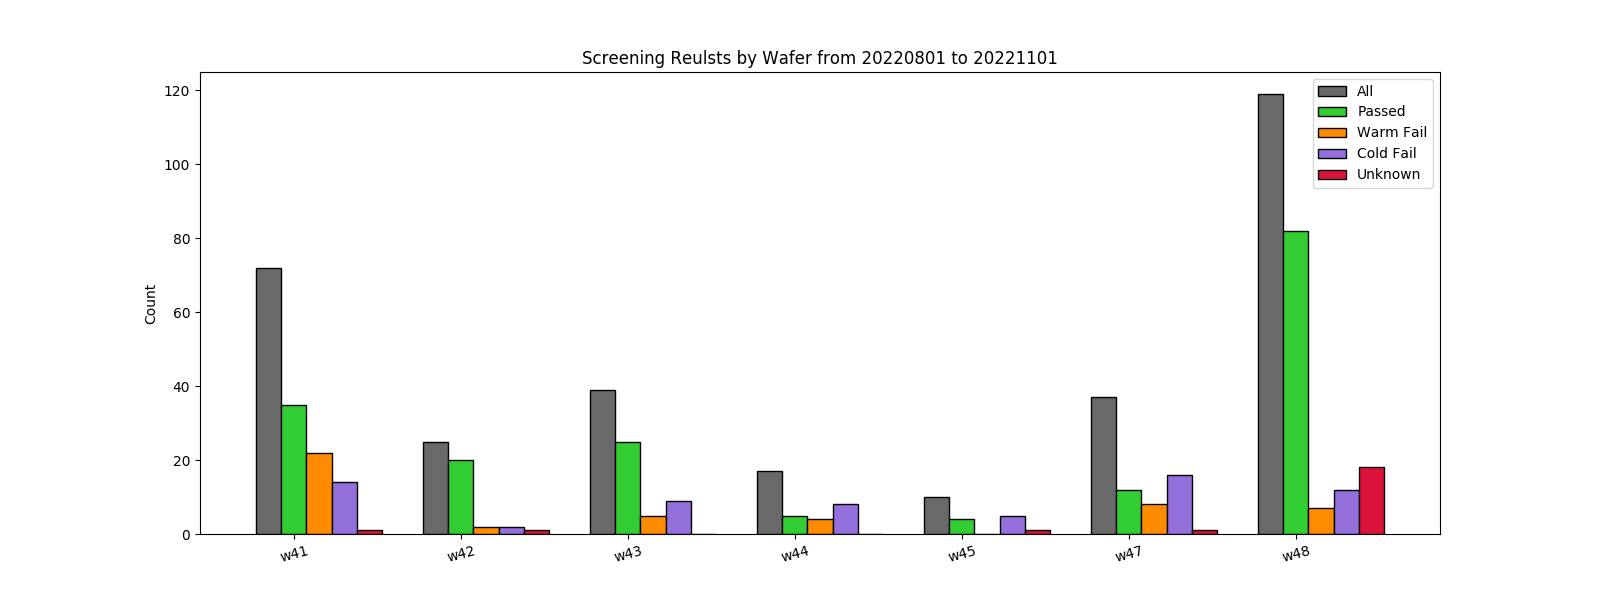 Screening Reulsts by Wafer from 20220801 to 20221101
120
100
80
60
40
20
0
Count
All
Passed
Warm Fail
Cold Fail
Unknown
w41
w42
w43
w44
w45
w47
w48